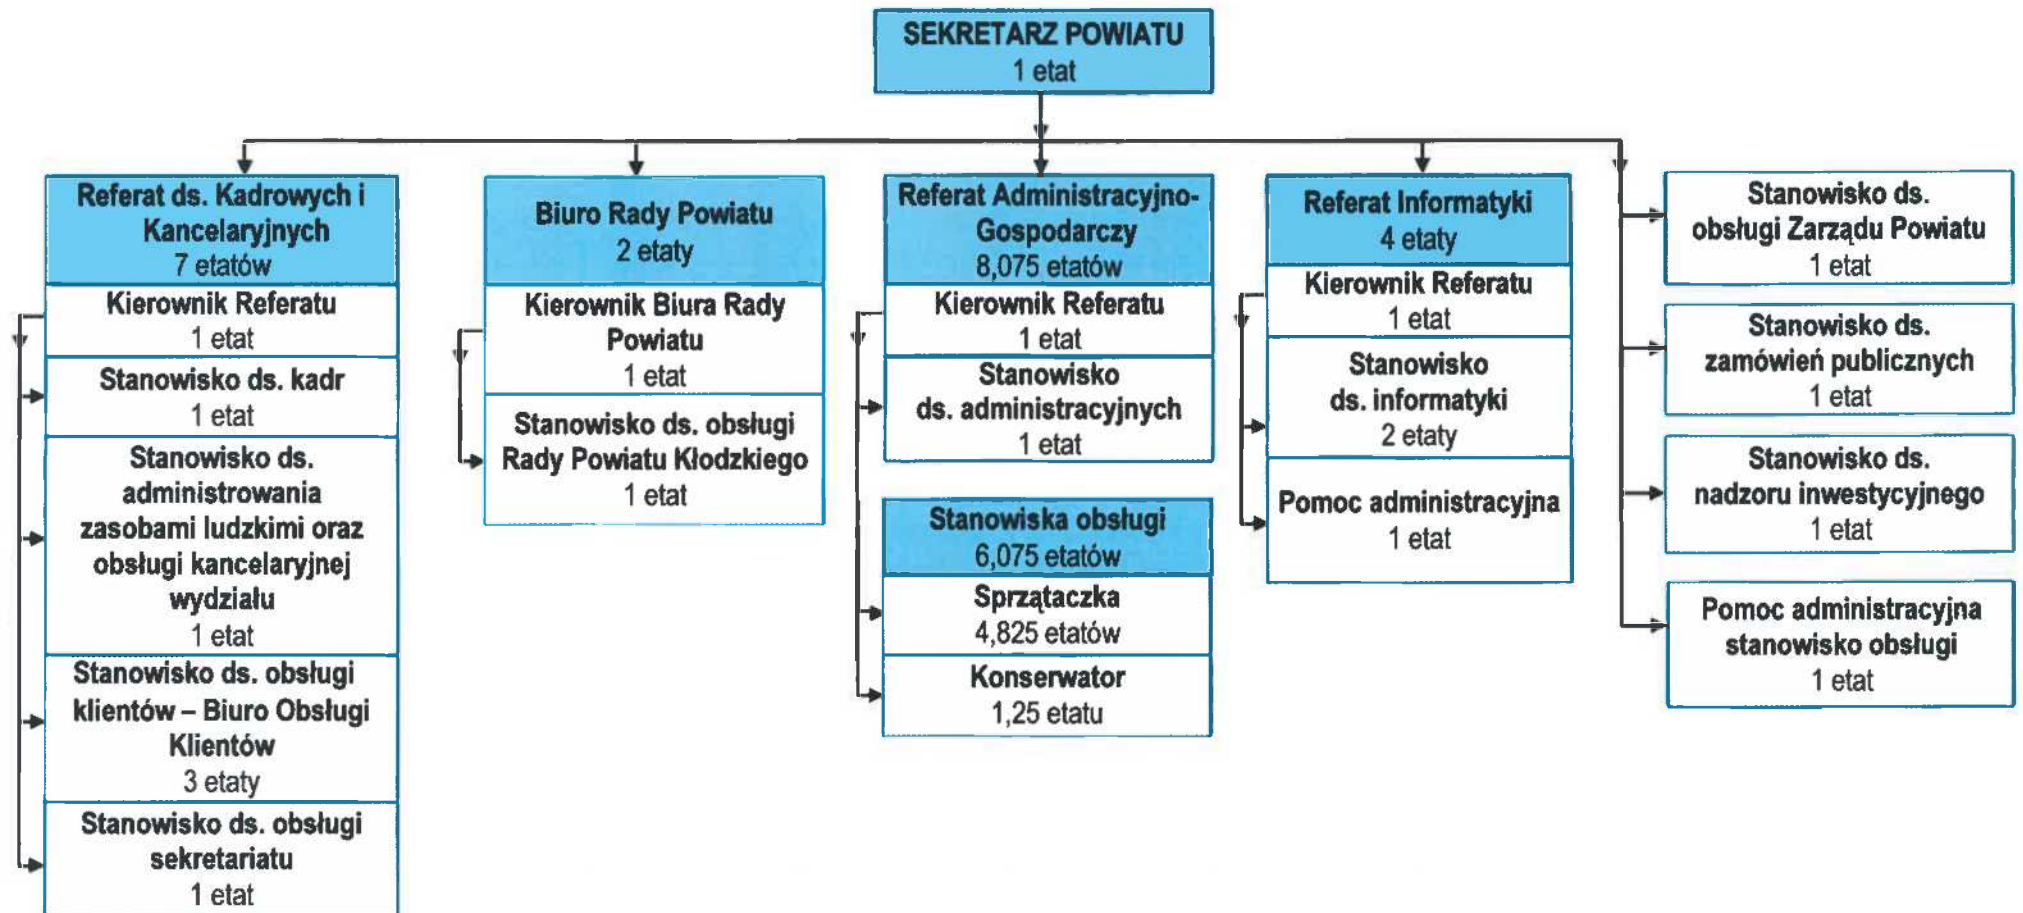 SEKRETARZ POWIATU
1 etat
Referat ds. Kadrowych i
Kancelaryjnych
7 etatów
Kierownik Referatu
1 etat
Stanowisko ds. kadr
1 etat
Stanowisko ds.
administrowania
zasobami ludzkimi oraz
obsługi kancelaryjnej
wydziału
1 etat
Stanowisko ds. obsługi
klientów – Biuro Obsługi
Klientów
3 etaty
Stanowisko ds. obsługi
sekretariatu
1 etat
Biuro Rady Powiatu
2 etaty
Kierownik Biura Rady
Powiatu
1 etat
Stanowisko ds. obsługi
Rady Powiatu Kłodzkiego
1 etat
Referat Administracyjno-
Gospodarczy
8,075 etatów
Kierownik Referatu
1 etat
Stanowisko
ds. administracyjnych
1 etat
Stanowiska obsługi
6,075 etatów
Sprzątaczka
4,825 etatów
Konserwator
1,25 etatu
Referat Informatyki
4 etaty
Kierownik Referatu
1 etat
Stanowisko
ds. informatyki
2 etaty
Pomoc administracyjna
1 etat
Stanowisko ds.
obsługi Zarządu Powiatu
1 etat
Stanowisko ds.
zamówień publicznych
1 etat
Stanowisko ds.
nadzoru inwestycyjnego
1 etat
Pomoc administracyjna
stanowisko obsługi
1 etat